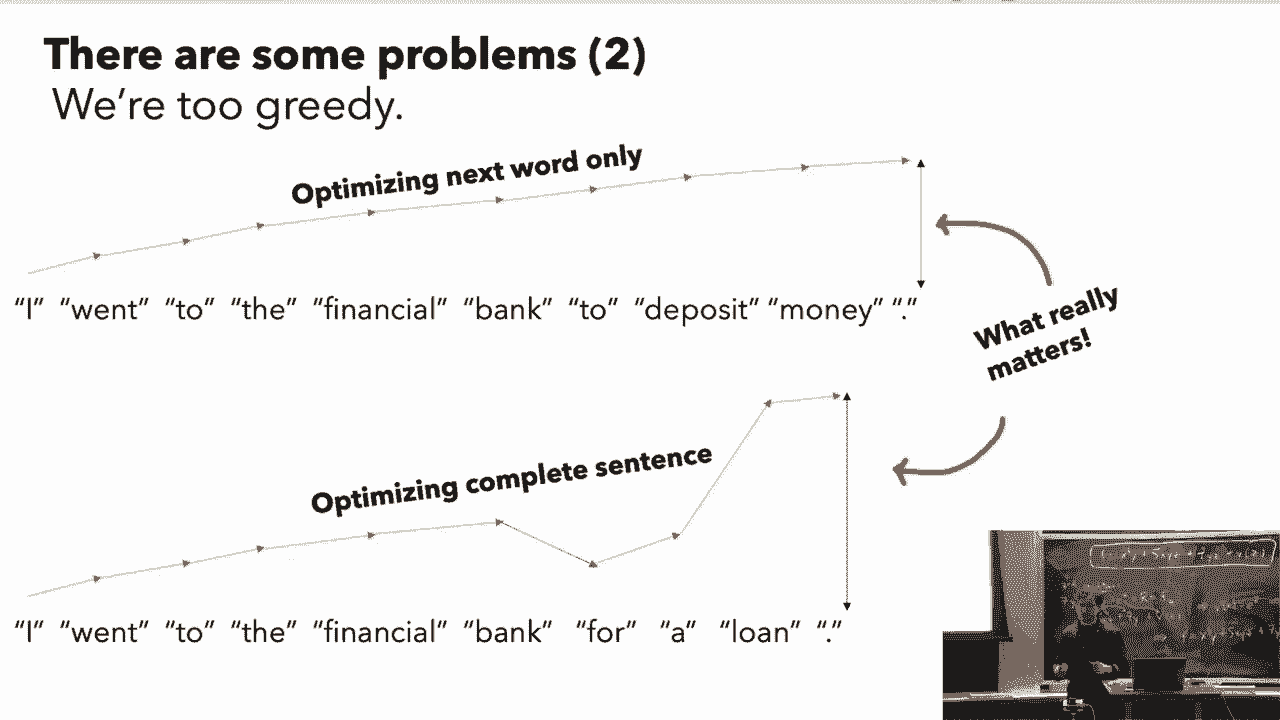 There are some problems (2)
We're too greedy.
Optimizing next word only
“I” “went” “to” “the” “financial” “bank” “to” “deposit” “money” “.”
What really
matters!
Optimizing complete sentence
“I” “went” “to” “the” “financial” “bank” “for” “a” “loan” “.”